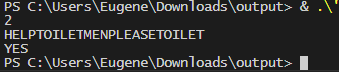 PS C:\Users\Eugene\Downloads\output> & .\'
2
HELPTOILETMENPLEASETOILET
YES
PS C:\Users\Eugene\Downloads\output>